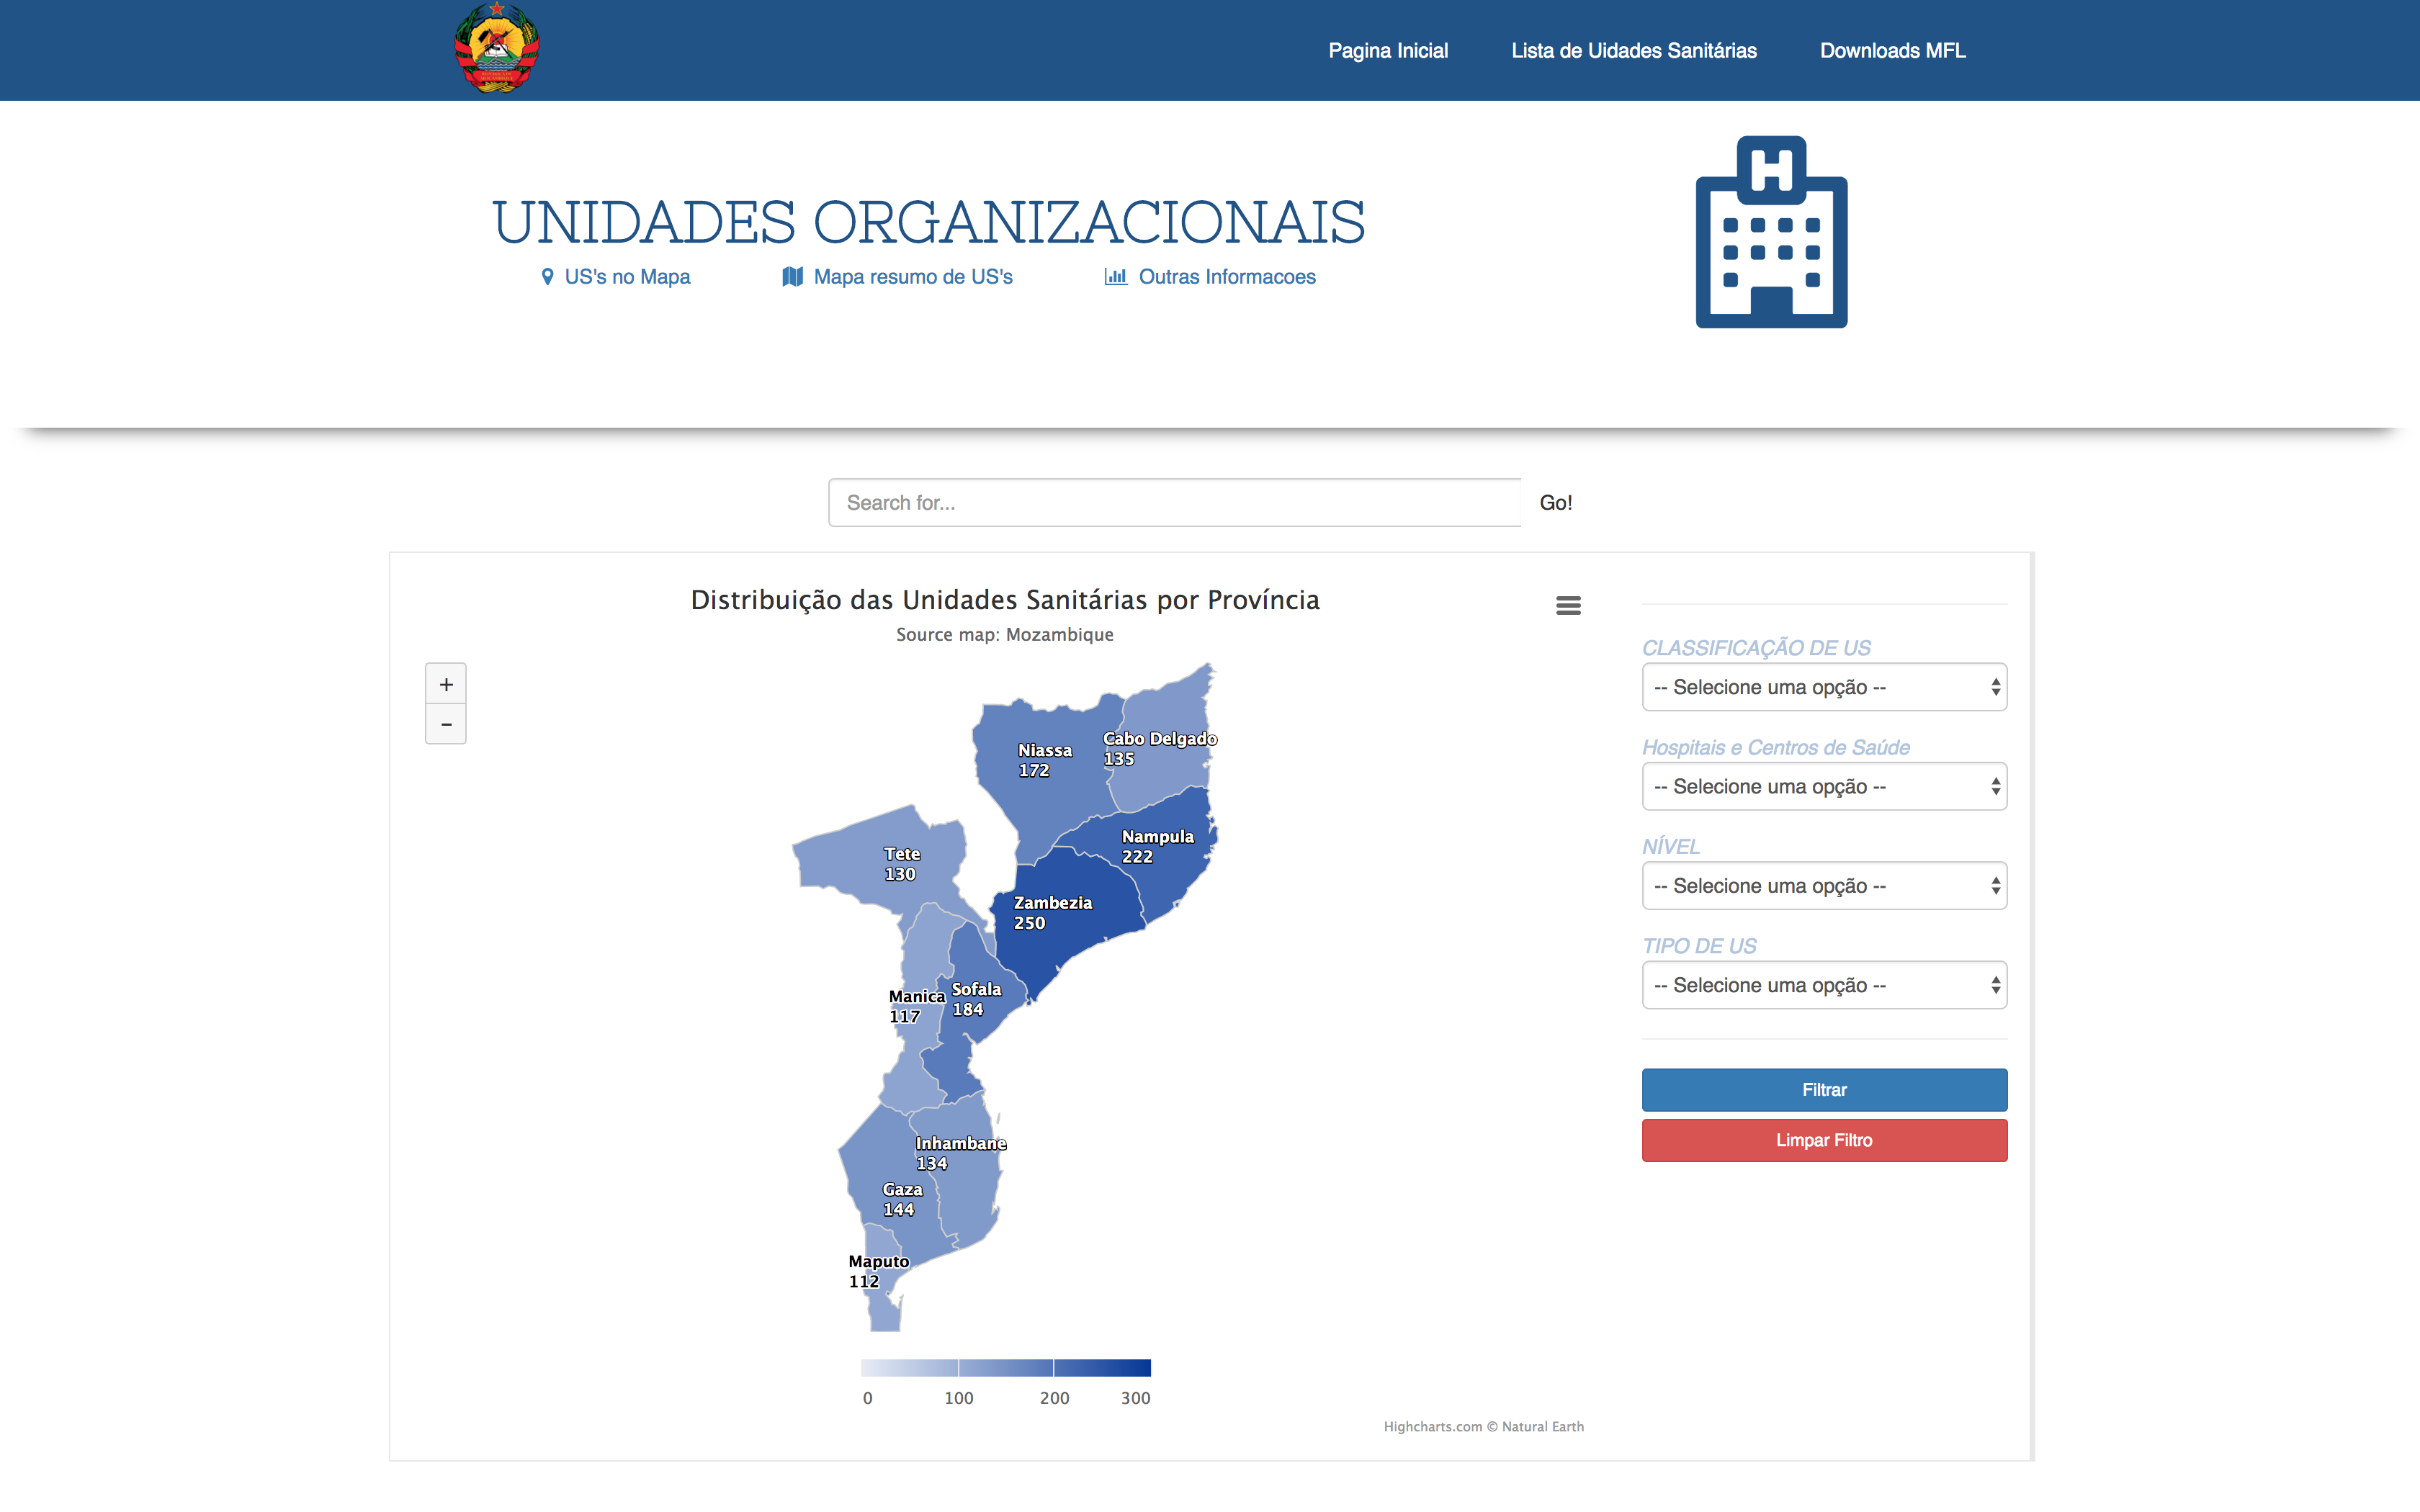 Pagina Inicial
Lista de Uidades Sanitárias
Downloads MFL
H
UNIDADES ORGANIZACIONAIS
US's no Mapa
Mapa resumo de US's
Outras Informacoes
Search for...
Go!
Distribuição das Unidades Sanitárias por Província
Source map: Mozambique
+
-
Niassa
172
Cabo Delgado
135
Nampula
222
Tete
130
Zambezia
250
Manica
117
Sofala
184
Inhambane
134
Gaza
144
Maputo
112
0 100 200 300
Highcharts.com © Natural Earth
CLASSIFICAÇÃO DE US
-- Selecione uma opção --
Hospitais e Centros de Saúde
-- Selecione uma opção --
NÍVEL
-- Selecione uma opção --
TIPO DE US
-- Selecione uma opção --
Filtrar
Limpar Filtro